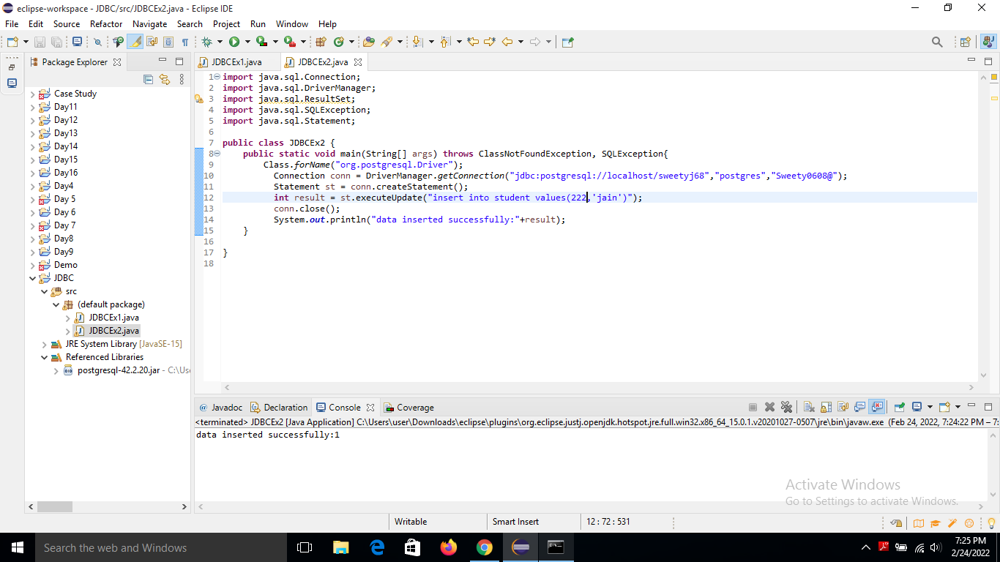 eclipse-workspace - JDBC/src/JDBCEx2.java - Eclipse IDE
File Edit Source Refactor Navigate Search Project Run Window Help
Package Explorer
JDBCEx1.java JDBCEx2.java
Case Study
Day11
Day12
Day13
Day14
Day15
Day16
Day4
Day 5
Day 6
Day 7
Day8
Day9
Demo
JDBC
src
(default package)
JDBCEx1.java
JDBCEx2.java
JRE System Library [JavaSE-15]
Referenced Libraries
postgresql-42.2.20.jar - C:\Use
1 import java.sql.Connection;
2 import java.sql.DriverManager;
3 import java.sql.ResultSet;
4 import java.sql.SQLException;
5 import java.sql.Statement;
6
7 public class JDBCEx2 {
8 public static void main(String[] args) throws ClassNotFoundException, SQLException{
9 Class.forName("org.postgresql.Driver");
10 Connection conn = DriverManager.getConnection("jdbc:postgresql://localhost/sweetyj68","postgres","Sweety0608@");
11 Statement st = conn.createStatement();
12 int result = st.executeUpdate("insert into student values(222,'jain')");
13 conn.close();
14 System.out.println("data inserted successfully:"+result);
15 }
16
17 }
18
Javadoc Declaration Console Coverage
<terminated> JDBCEx2 [Java Application] C:\Users\user\Downloads\eclipse\plugins\org.eclipse.justj.openjdk.hotspot.jre.full.win32.x86_64_15.0.1.v20201027-0507\jre\bin\javaw.exe (Feb 24, 2022, 7:24:22 PM – 7:
data inserted successfully:1
Activate Windows
Go to Settings to activate Windows.
Writable Smart Insert 12 : 72 : 531
Search the web and Windows
7:25 PM
2/24/2022